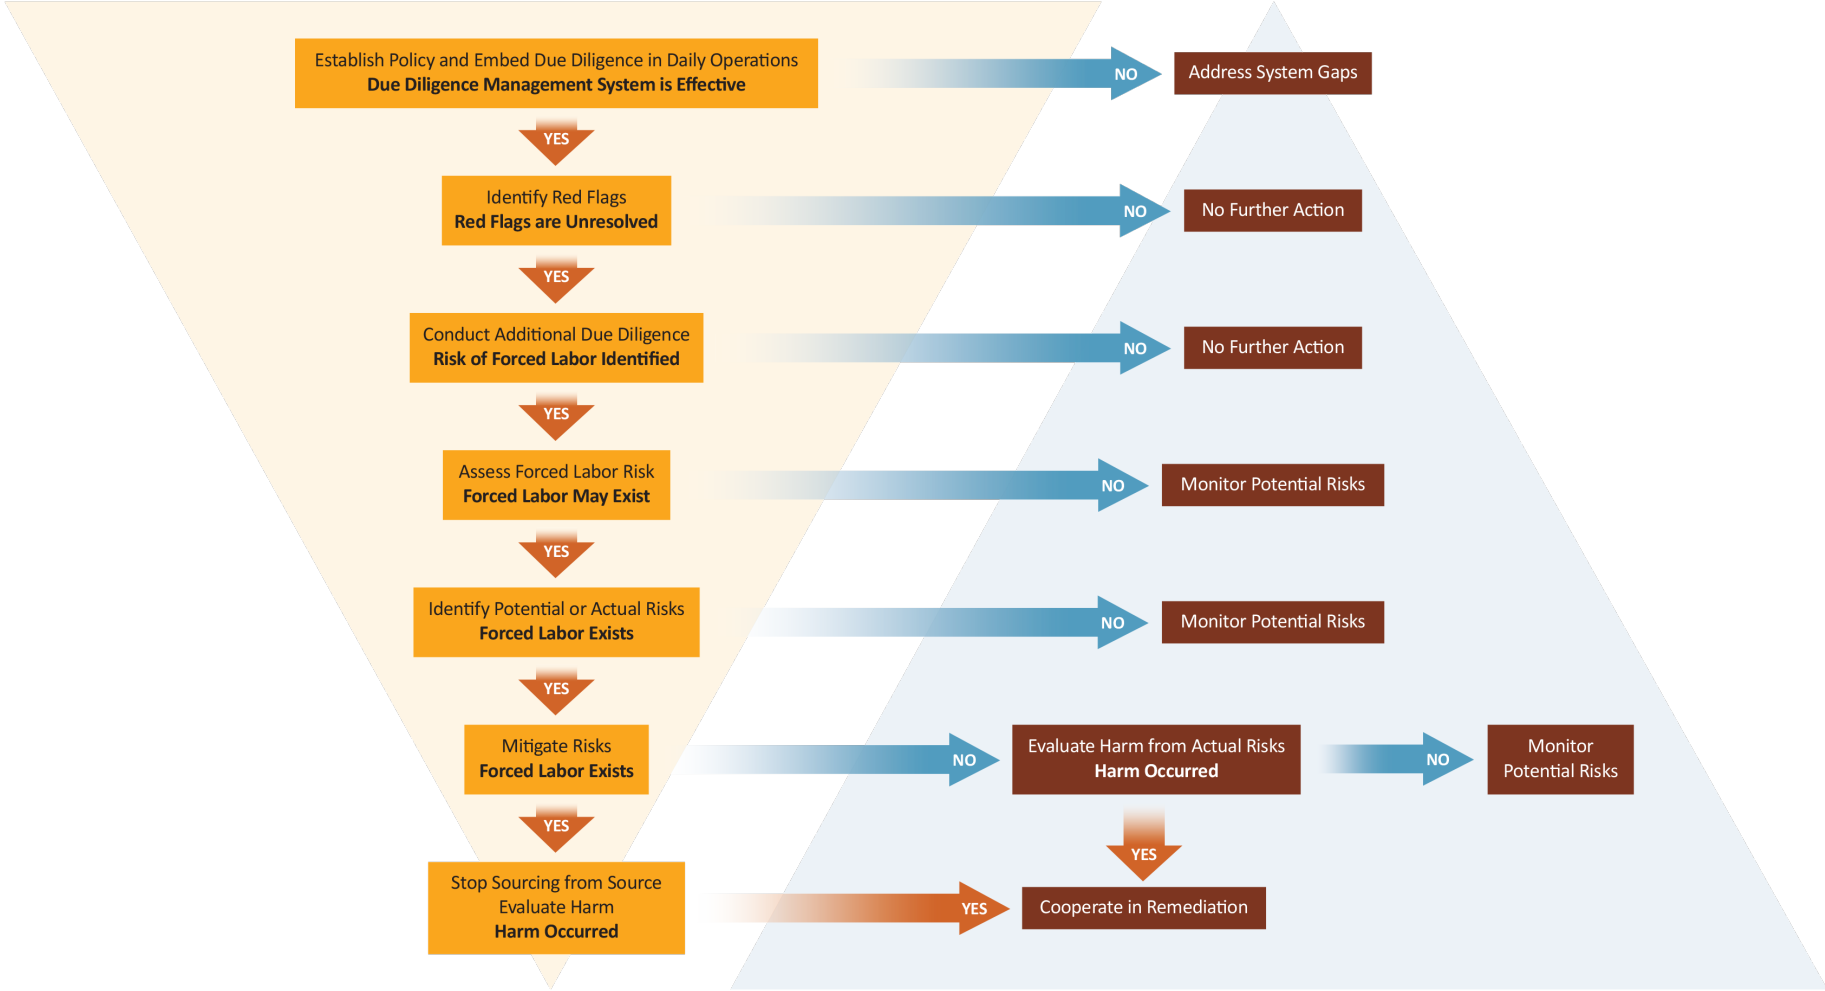 Establish Policy and Embed Due Diligence in Daily Operations
Due Diligence Management System is Effective
NO
Address System Gaps
YES
Identify Red Flags
Red Flags are Unresolved
NO
No Further Action
YES
Conduct Additional Due Diligence
Risk of Forced Labor Identified
NO
No Further Action
YES
Assess Forced Labor Risk
Forced Labor May Exist
NO
Monitor Potential Risks
YES
Identify Potential or Actual Risks
Forced Labor Exists
NO
Monitor Potential Risks
YES
Mitigate Risks
Forced Labor Exists
NO
Evaluate Harm from Actual Risks
Harm Occurred
NO
Monitor
Potential Risks
YES
YES
Stop Sourcing from Source
Evaluate Harm
Harm Occurred
YES
Cooperate in Remediation